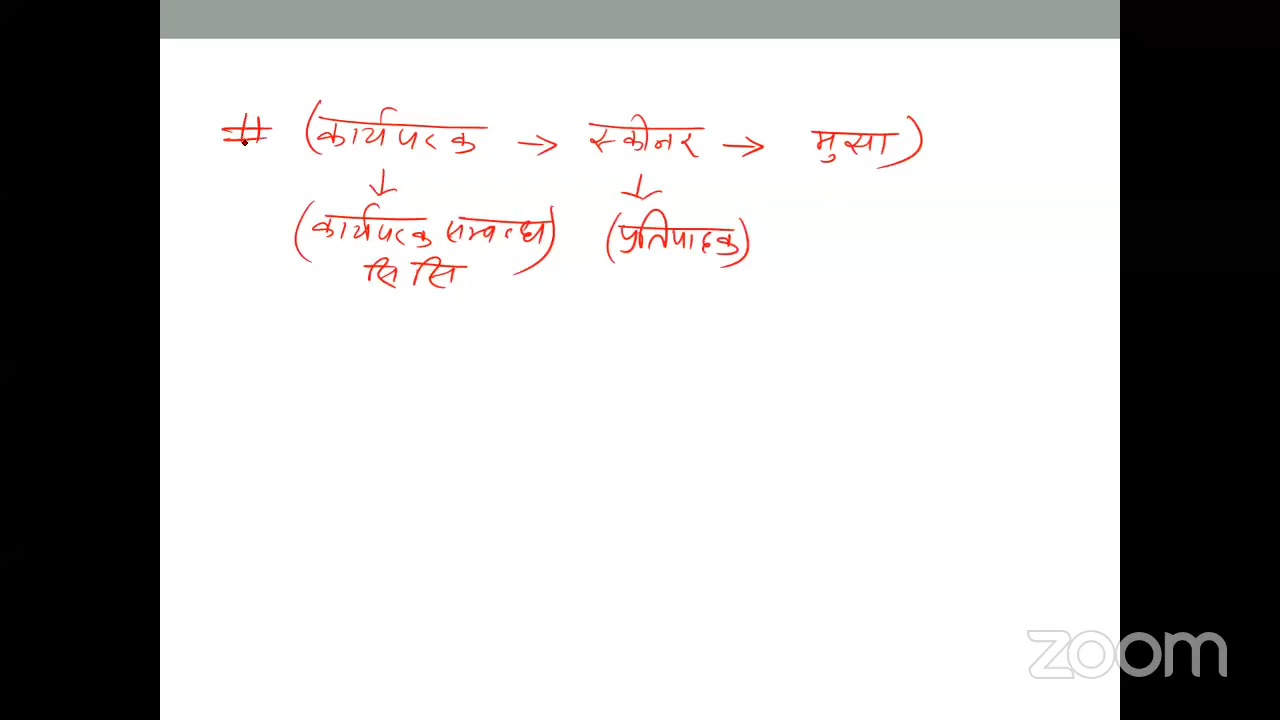 # (कार्यपरक → स्कीनर → मुसा)
↓ ↓
(कार्यपरक सम्बन्ध) (प्रतिपादक)
सि सि
zoom